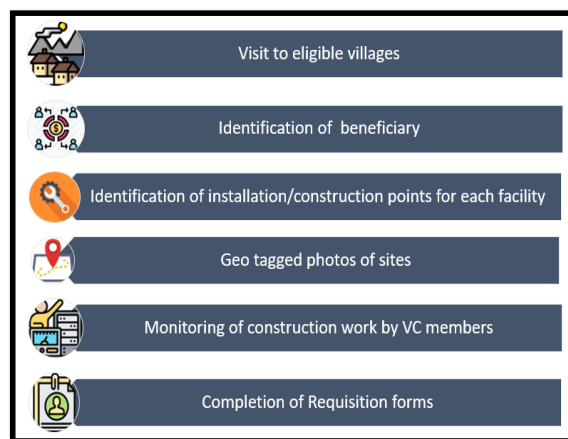 Visit to eligible villages
Identification of beneficiary
Identification of installation/construction points for each facility
Geo tagged photos of sites
Monitoring of construction work by VC members
Completion of Requisition forms